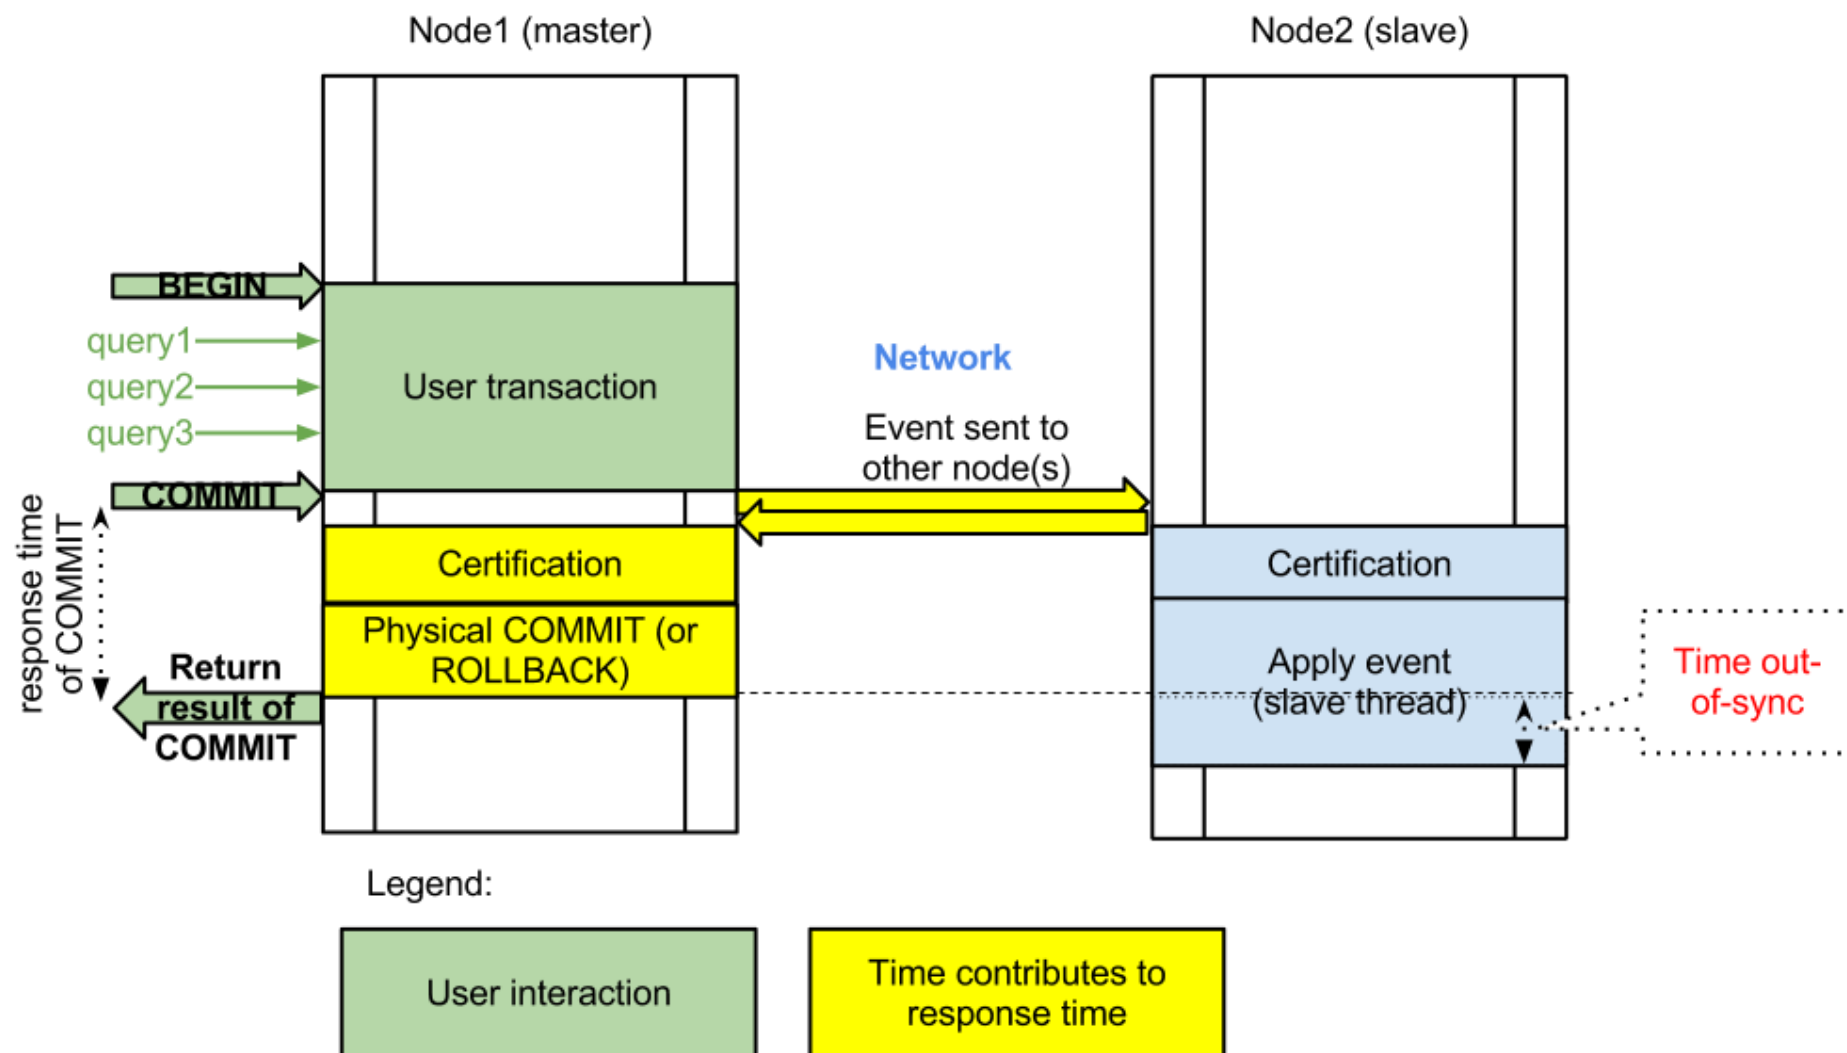 Node1 (master)
Node2 (slave)
BEGIN
query1
query2
query3
COMMIT
User transaction
Network
Event sent to
other node(s)
response time
of COMMIT
Certification
Physical COMMIT (or
ROLLBACK)
Return
result of
COMMIT
Certification
Apply event
(slave thread)
Time out-
of-sync
Legend:
User interaction
Time contributes to
response time